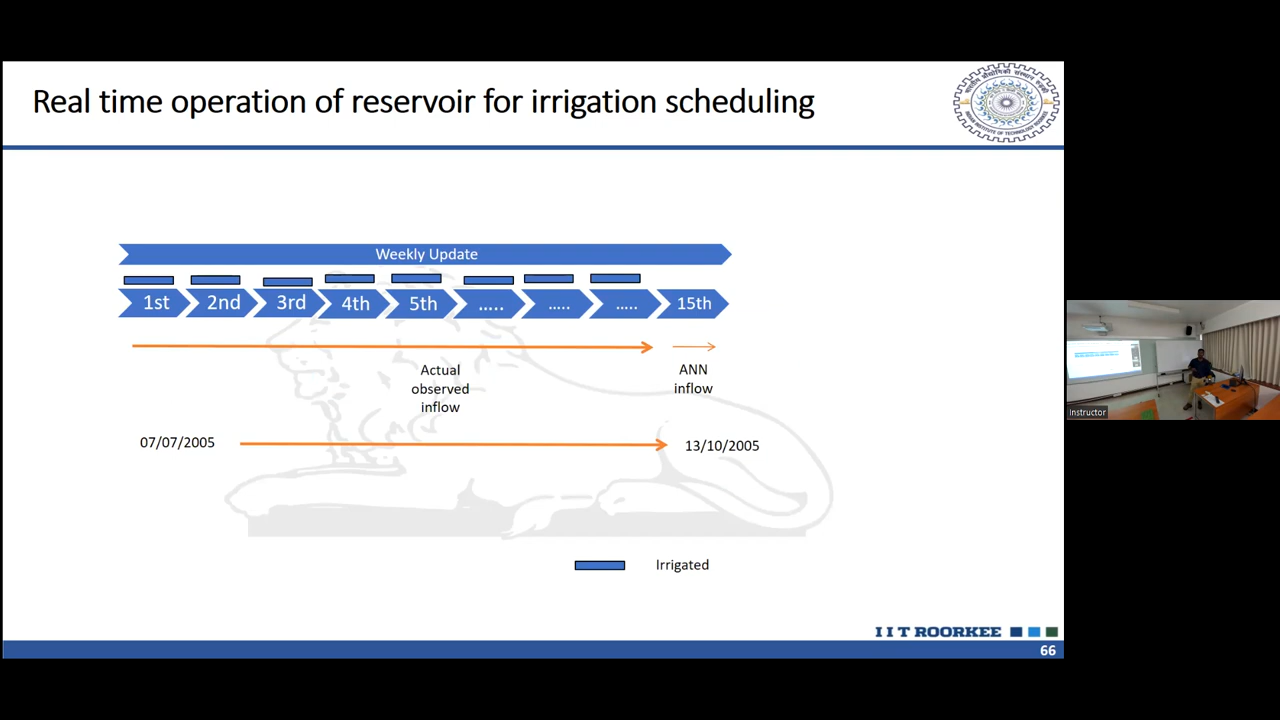 Real time operation of reservoir for irrigation scheduling
Weekly Update
1st 2nd 3rd 4th 5th ..... ..... ..... 15th
Actual
observed
inflow
ANN
inflow
07/07/2005
13/10/2005
Irrigated
Instructor
I I T ROORKEE
66